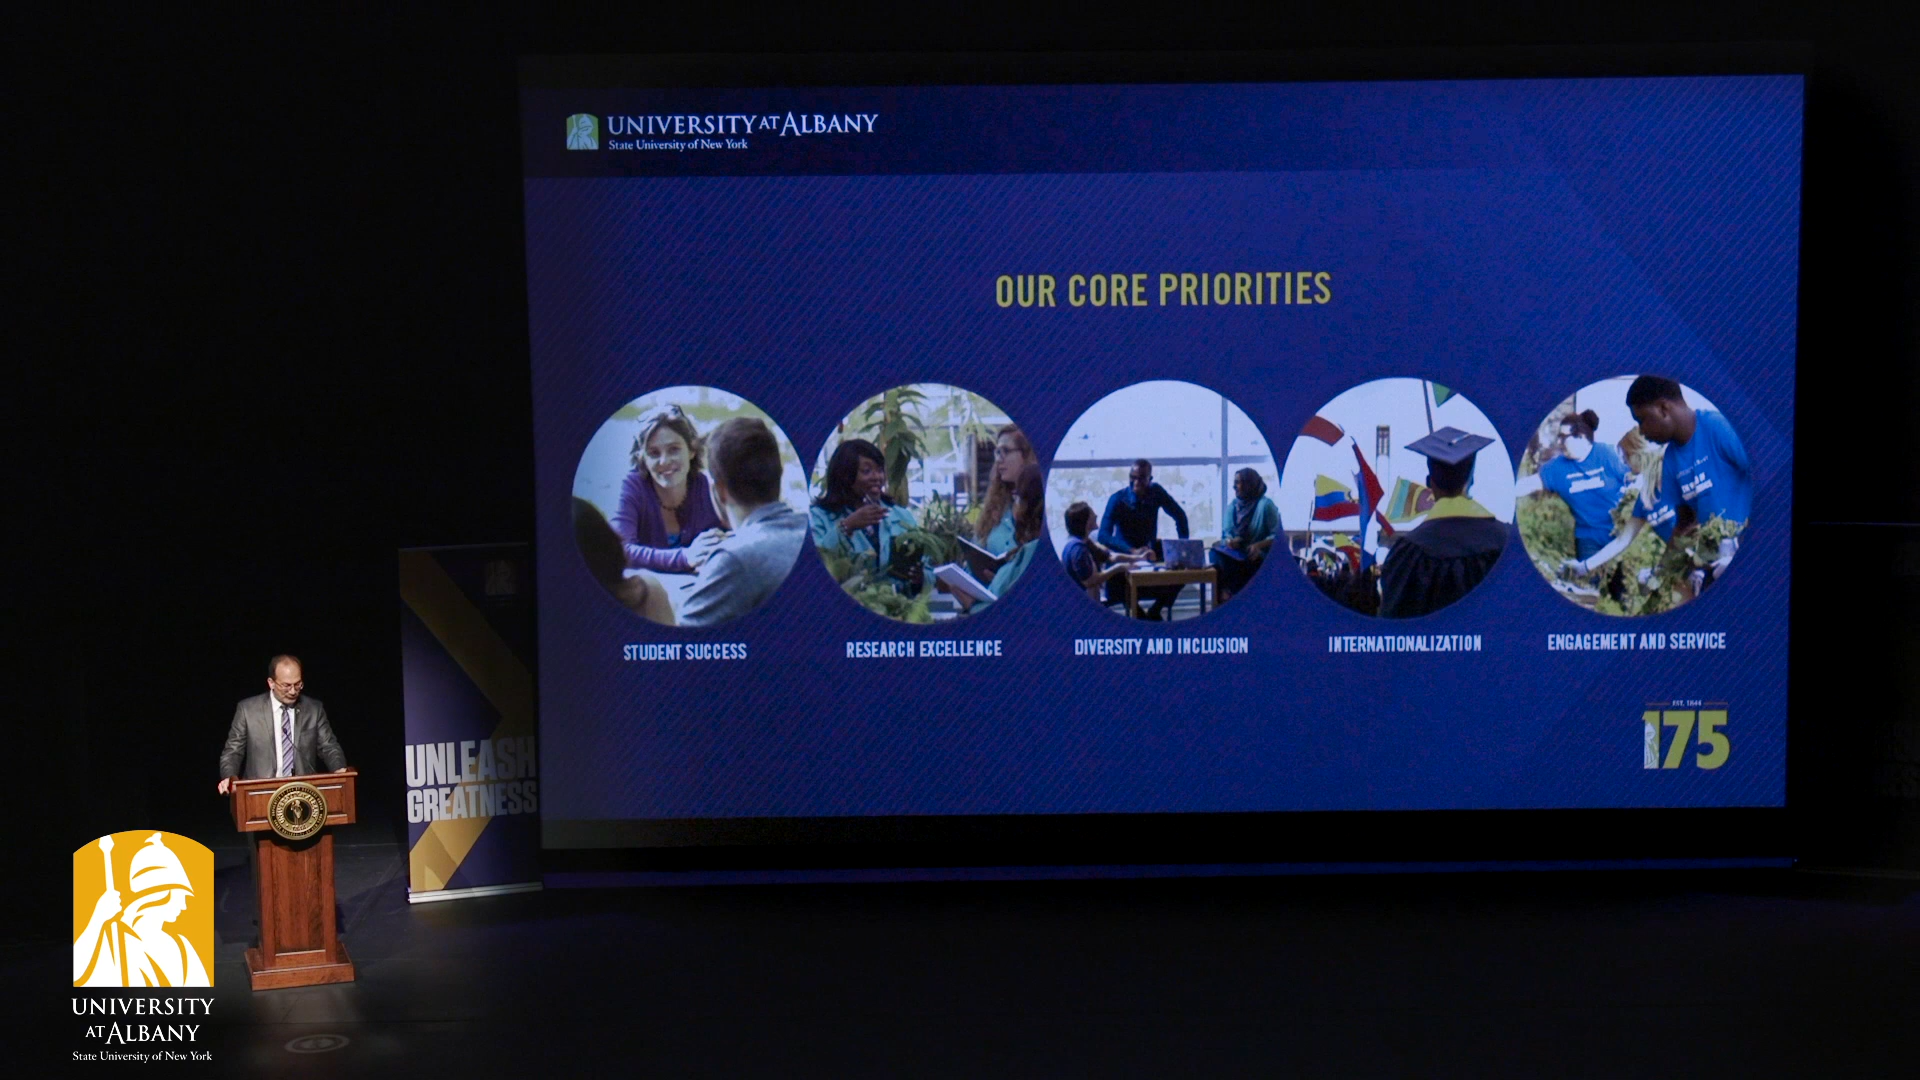 UNIVERSITY AT ALBANY
State University of New York
OUR CORE PRIORITIES
STUDENT SUCCESS
RESEARCH EXCELLENCE
DIVERSITY AND INCLUSION
INTERNATIONALIZATION
ENGAGEMENT AND SERVICE
EST. 1844
175
UNLEASH
GREATNESS
UNIVERSITY
AT ALBANY
State University of New York